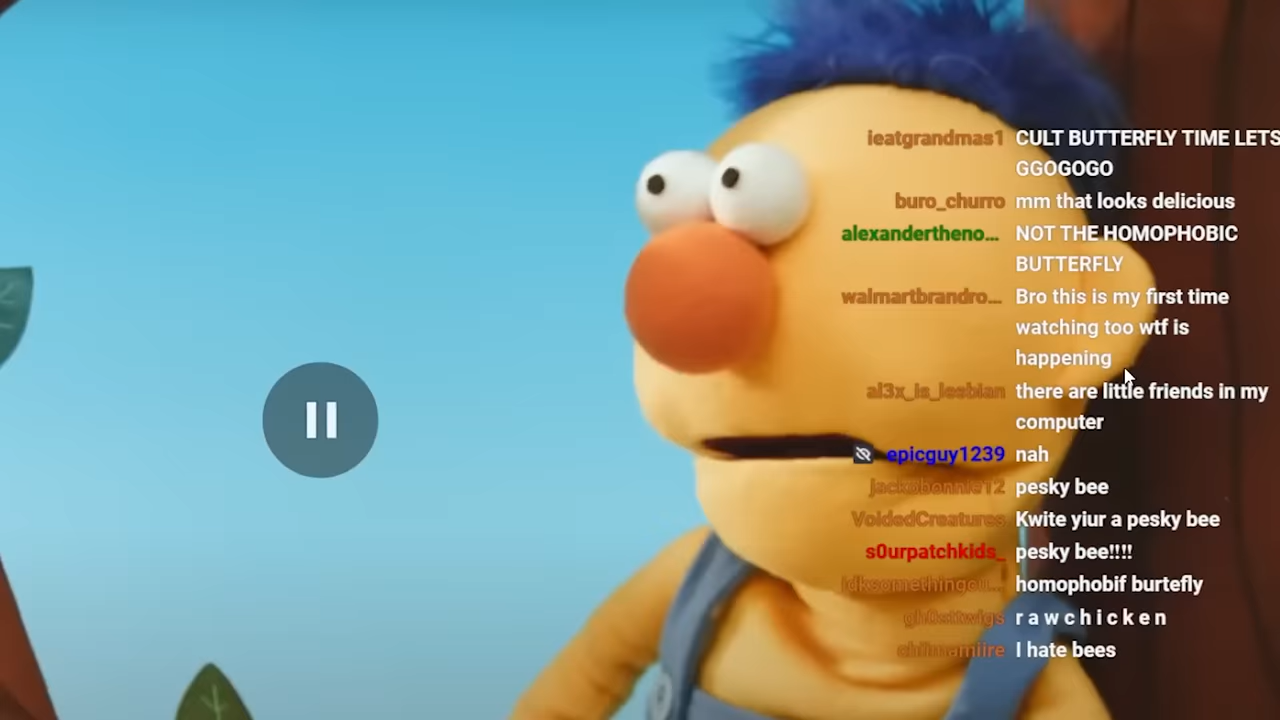 ieatgrandmas1 CULT BUTTERFLY TIME LETS
GGOGOGO
buro_churro mm that looks delicious
alexandertheno... NOT THE HOMOPHOBIC
BUTTERFLY
walmartbrandro... Bro this is my first time
watching too wtf is
happening
al3x_is_lesbian there are little friends in my
computer
epicguy1239 nah
pesky bee
VoidedCreatures Kwite yiur a pesky bee
s0urpatchkids_ pesky bee!!!!
homophobif burtefly
gh0sttwigs r a w c h i c k e n
I hate bees